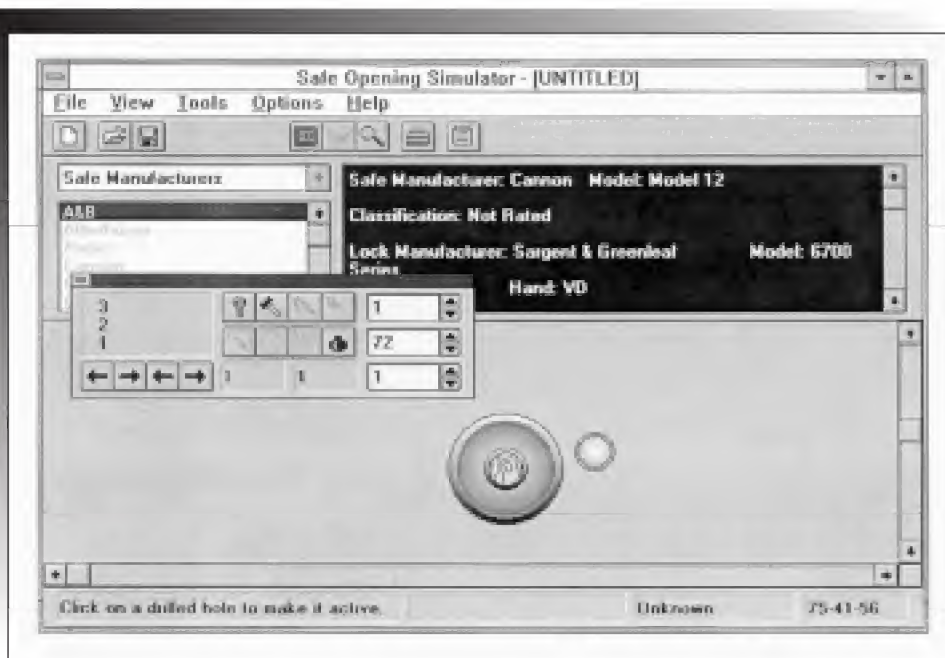 Safe Opening Simulator - [UNTITLED]
File View Tools Options Help
Safe Manufacturers
A&B
Safe Manufacturer: Cannon Model: Model 12
Classification: Not Rated
Lock Manufacturer: Sargent & Greenleaf Model: 6700
Series
Hand: VD
3
2
1
1
72
1 1 1
Click on a drilled hole to make it active.
Unknown
75-41-56